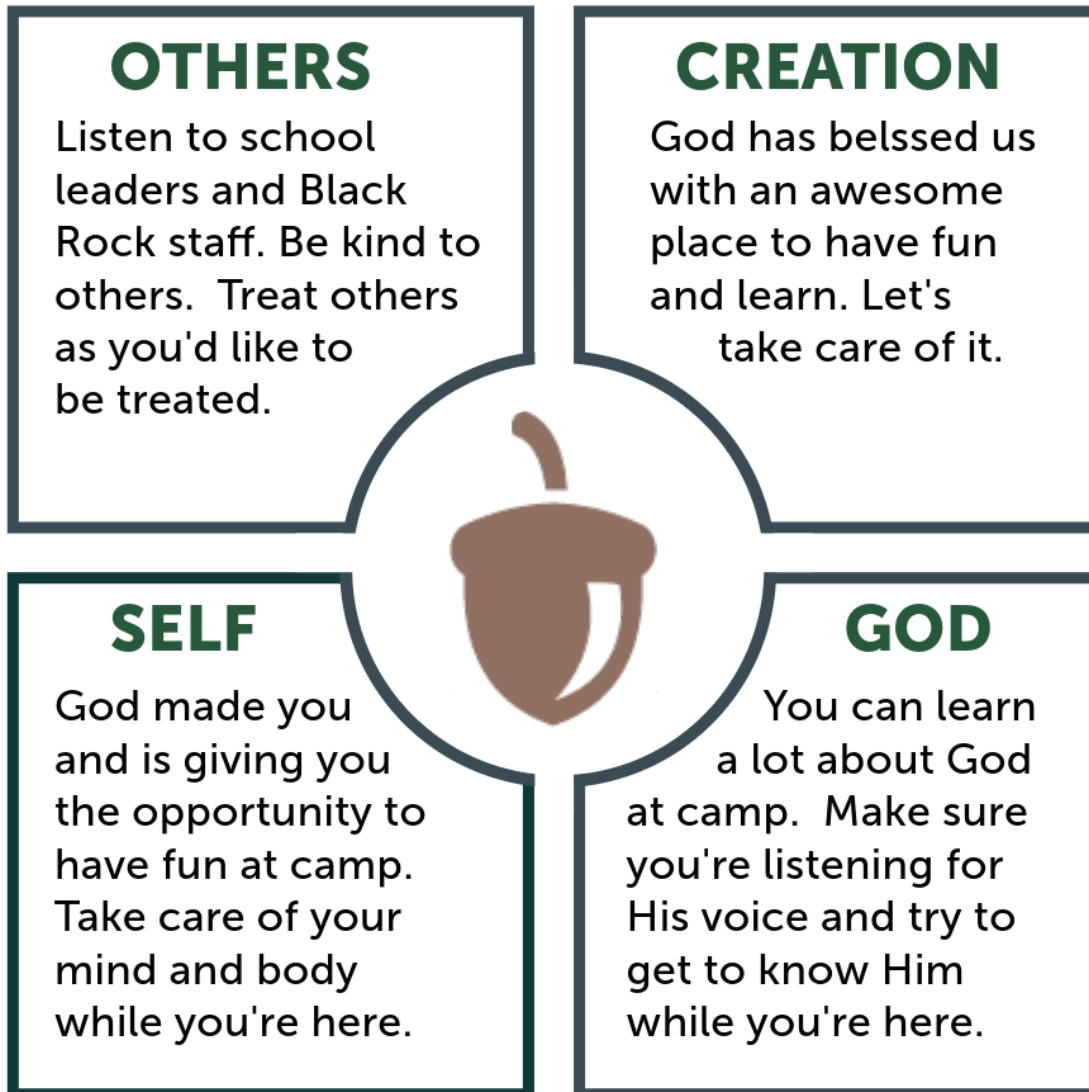 OTHERS
Listen to school
leaders and Black
Rock staff. Be kind to
others.  Treat others
as you'd like to
be treated.
CREATION
God has belssed us
with an awesome
place to have fun
and learn. Let's
take care of it.
SELF
God made you
and is giving you
the opportunity to
have fun at camp.
Take care of your
mind and body
while you're here.
GOD
You can learn
a lot about God
at camp.  Make sure
you're listening for
His voice and try to
get to know Him
while you're here.